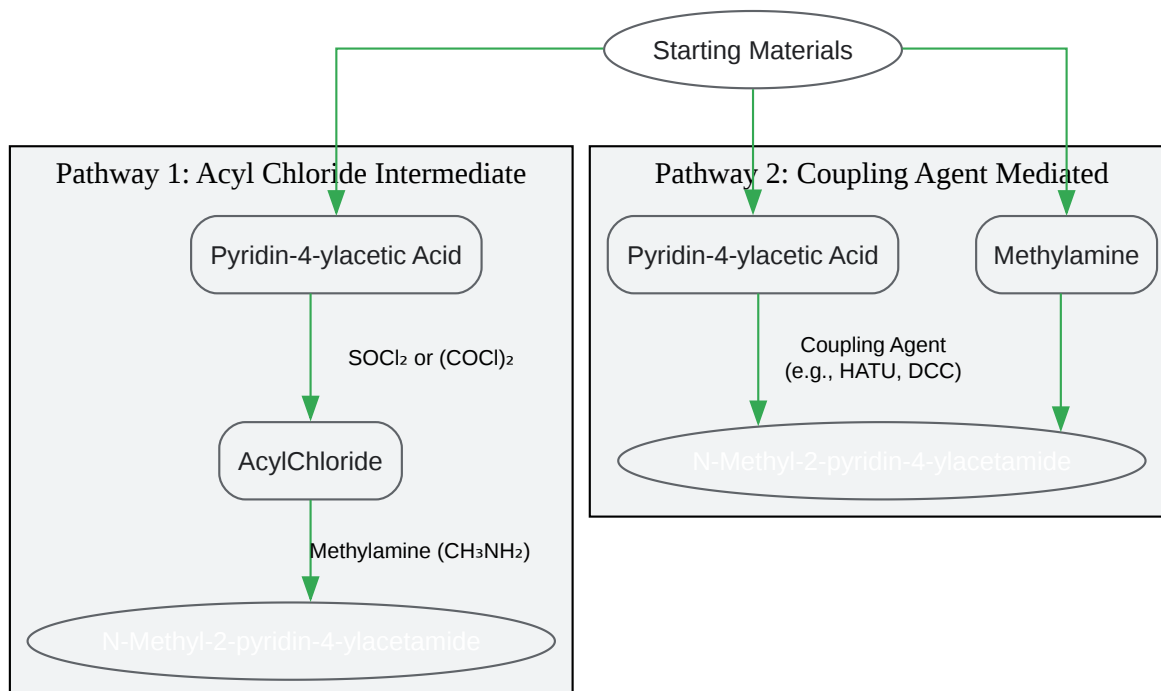 Starting Materials
Pathway 1: Acyl Chloride Intermediate
Pyridin-4-ylacetic Acid
SOCl₂ or (COCl)₂
AcylChloride
Methylamine (CH₃NH₂)
N-Methyl-2-pyridin-4-ylacetamide
Pathway 2: Coupling Agent Mediated
Pyridin-4-ylacetic Acid
Methylamine
Coupling Agent
(e.g., HATU, DCC)
N-Methyl-2-pyridin-4-ylacetamide